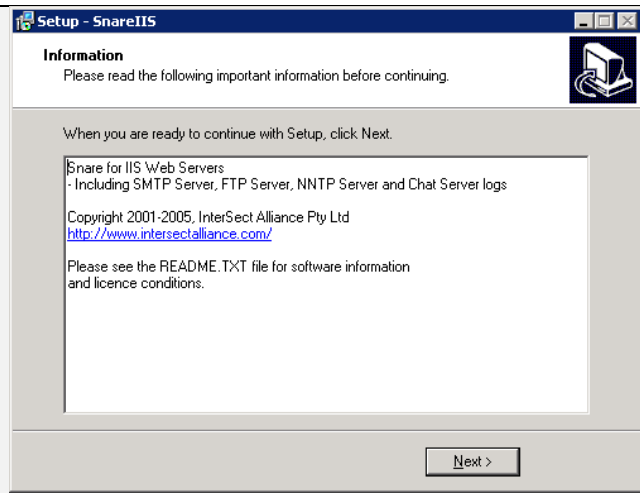 Setup - SnareIIS
Information
Please read the following important information before continuing.
When you are ready to continue with Setup, click Next.
Snare for IIS Web Servers
- Including SMTP Server, FTP Server, NNTP Server and Chat Server logs
Copyright 2001-2005, InterSect Alliance Pty Ltd
http://www.intersectalliance.com/
Please see the README.TXT file for software information
and licence conditions.
Next >